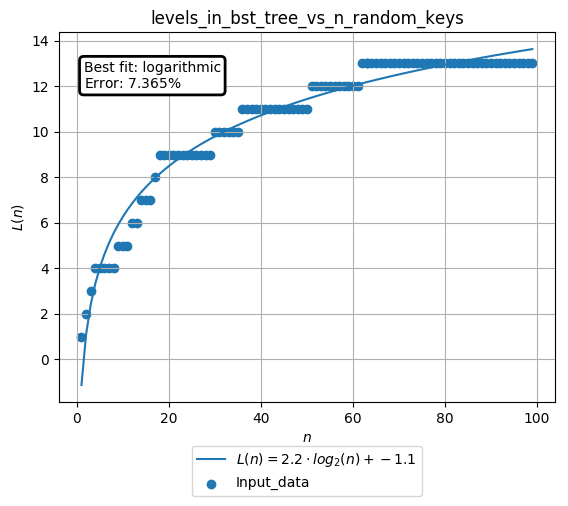 levels_in_bst_tree_vs_n_random_keys
Best fit: logarithmic
Error: 7.365%
14
12
10
8
6
4
2
0
L(n)
0 20 40 60 80 100
n
L(n) = 2.2 · log₂(n) + −1.1
Input_data